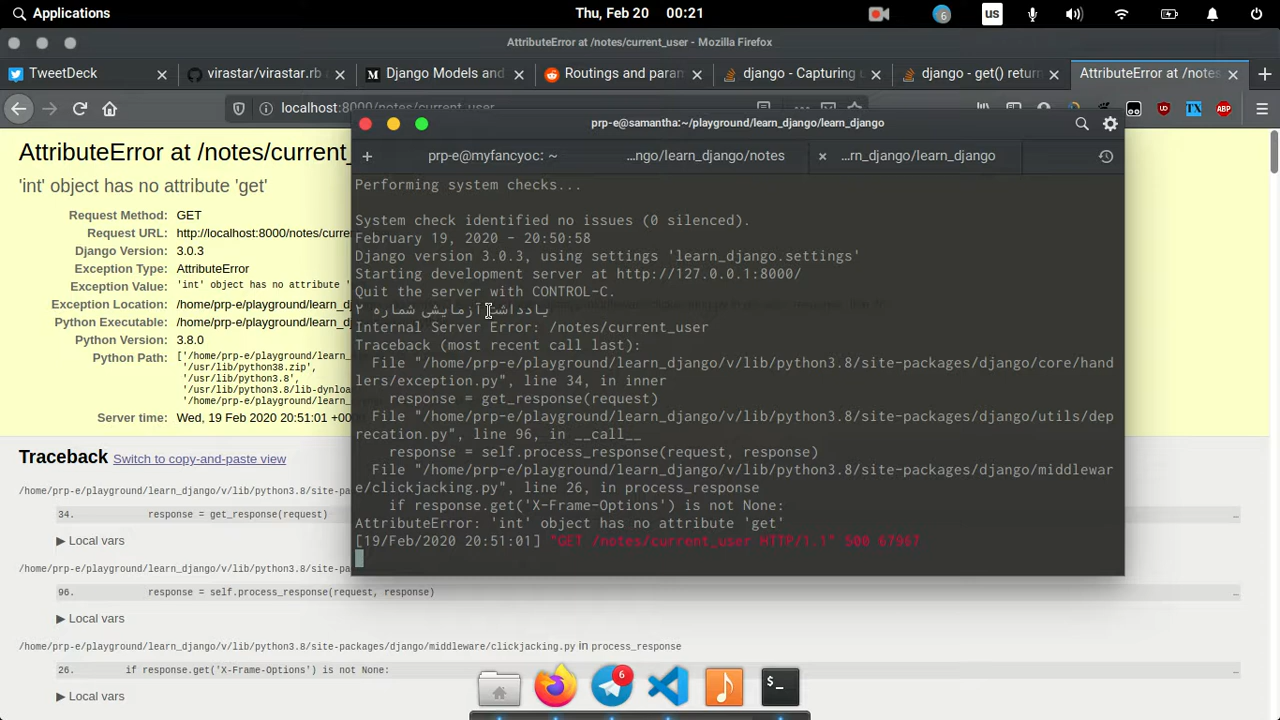 Applications
Thu, Feb 20 00:21
6
us
AttributeError at /notes/current_user - Mozilla Firefox
TweetDeck
virastar/virastar.rb
Django Models and
Routings and param
django - Capturing
django - get() return
AttributeError at /notes
localhost:8000/notes/current_user
AttributeError at /notes/current_
'int' object has no attribute 'get'
Request Method: GET
Request URL: http://localhost:8000/notes/curre
Django Version: 3.0.3
Exception Type: AttributeError
Exception Value: 'int' object has no attribute '
Exception Location: /home/prp-e/playground/learn_d
Python Executable: /home/prp-e/playground/learn_d
Python Version: 3.8.0
Python Path: ['/home/prp-e/playground/learn_
'/usr/lib/python38.zip',
'/usr/lib/python3.8',
'/usr/lib/python3.8/lib-dynloa
'/home/prp-e/playground/learn_
Server time: Wed, 19 Feb 2020 20:51:01 +00
Traceback Switch to copy-and-paste view
/home/prp-e/playground/learn_django/v/lib/python3.8/site-pa
34. response = get_response(request)
▶ Local vars
/home/prp-e/playground/learn_django/v/lib/python3.8/site-pa
96. response = self.process_response(request, response)
▶ Local vars
/home/prp-e/playground/learn_django/v/lib/python3.8/site-packages/django/middleware/clickjacking.py in process_response
26. if response.get('X-Frame-Options') is not None:
▶ Local vars
prp-e@samantha:~/playground/learn_django/learn_django
prp-e@myfancyoc: ~
...ngo/learn_django/notes
...rn_django/learn_django
Performing system checks...
System check identified no issues (0 silenced).
February 19, 2020 - 20:50:58
Django version 3.0.3, using settings 'learn_django.settings'
Starting development server at http://127.0.0.1:8000/
Quit the server with CONTROL-C.
یادداشت آزمایشی شماره ۲
Internal Server Error: /notes/current_user
Traceback (most recent call last):
File "/home/prp-e/playground/learn_django/v/lib/python3.8/site-packages/django/core/hand
lers/exception.py", line 34, in inner
response = get_response(request)
File "/home/prp-e/playground/learn_django/v/lib/python3.8/site-packages/django/utils/dep
recation.py", line 96, in __call__
response = self.process_response(request, response)
File "/home/prp-e/playground/learn_django/v/lib/python3.8/site-packages/django/middlewar
e/clickjacking.py", line 26, in process_response
if response.get('X-Frame-Options') is not None:
AttributeError: 'int' object has no attribute 'get'
[19/Feb/2020 20:51:01] "GET /notes/current_user HTTP/1.1" 500 67967
6
$_